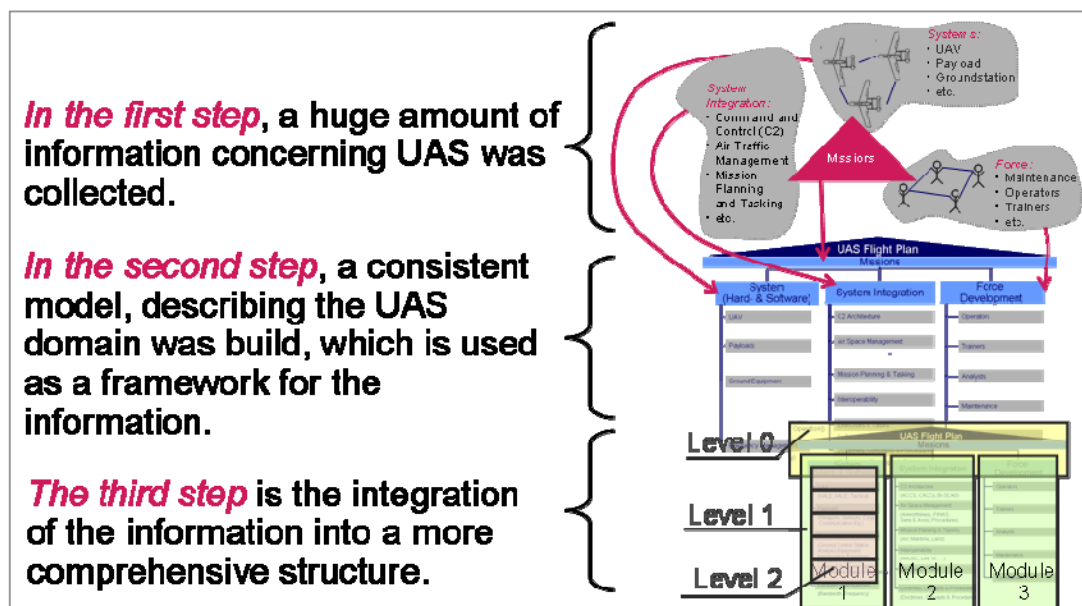 In the first step, a huge amount of
information concerning UAS was
collected.
In the second step, a consistent
model, describing the UAS
domain was build, which is used
as a framework for the
information.
The third step is the integration
of the information into a more
comprehensive structure.
Systems:
• UAV
• Payload
• Groundstation
• etc.
System
Integration:
• Command and
Control (C2)
• Air Traffic
Management
• Mission
Planning
and Tasking
• etc.
Missions
Force:
• Maintenance
• Operators
• Trainers
• etc.
UAS Flight Plan
Missions
System
(Hard- & Software)
UAV
Payloads
Ground Equipment
System Integration
C2 Architecture
Air Space Management
Mission Planning & Tasking
Interoperability
Force
Development
Operators
Trainers
Analysts
Maintenance
Level 0
UAS Flight Plan
Missions
Level 1
Level 2
System Integration
Force
Development
Module
1
Module
2
Module
3